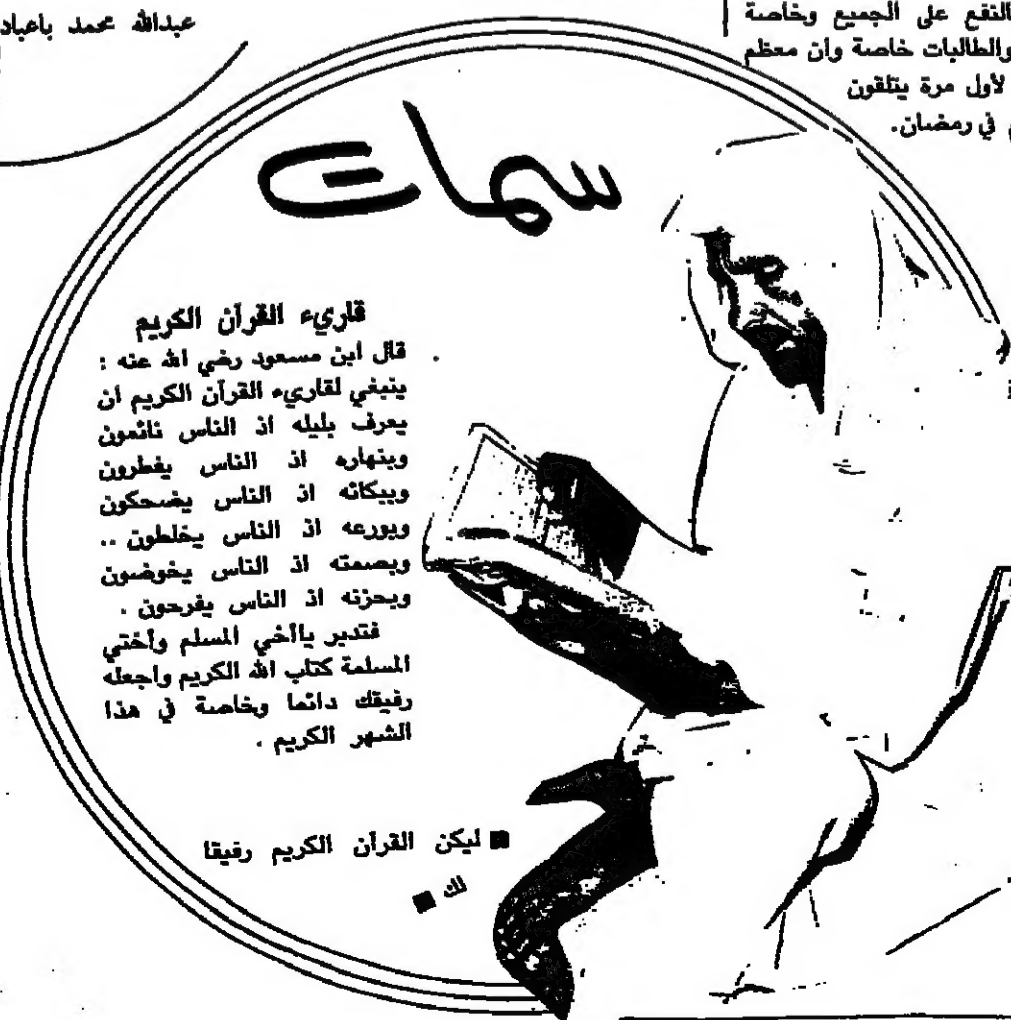 بالنفع على الجميع وخاصة
والطالبات خاصة وان معظم
لأول مرة يتلقون
في رمضان.
عبدالله محمد باعباد
سمات
قاريء القرآن الكريم
قال ابن مسعود رضي الله عنه :
ينبغي لقاريء القرآن الكريم ان
يعرف بليله اذ الناس نائمون
وبنهاره اذ الناس يفطرون
وببكائه اذ الناس يضحكون
وبورعه اذ الناس يخلطون ..
وبصمته اذ الناس يخوضون
وبحزنه اذ الناس يفرحون .
فتدبر ياأخي المسلم وأختي
المسلمة كتاب الله الكريم واجعله
رفيقك دائما وخاصة في هذا
الشهر الكريم .
■ ليكن القرآن الكريم رفيقا
لك ■